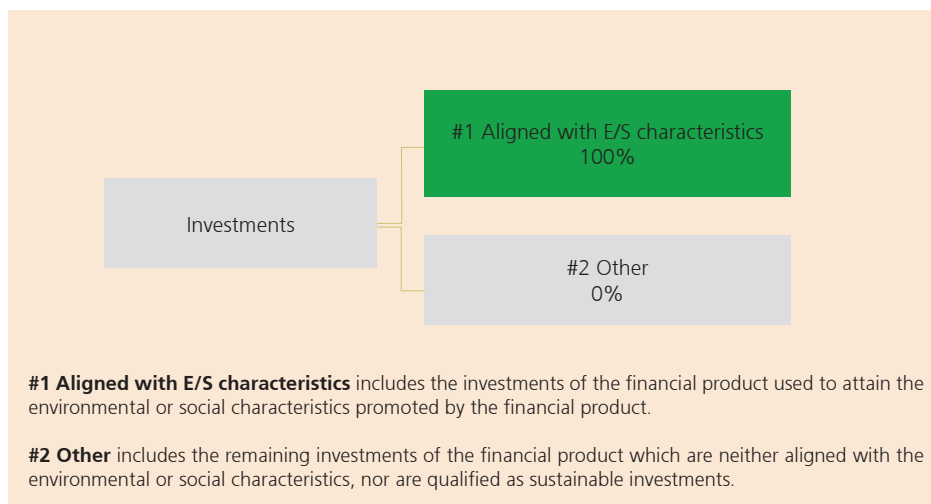 #1 Aligned with E/S characteristics
100%
Investments
#2 Other
0%
#1 Aligned with E/S characteristics includes the investments of the financial product used to attain the
environmental or social characteristics promoted by the financial product.
#2 Other includes the remaining investments of the financial product which are neither aligned with the
environmental or social characteristics, nor are qualified as sustainable investments.